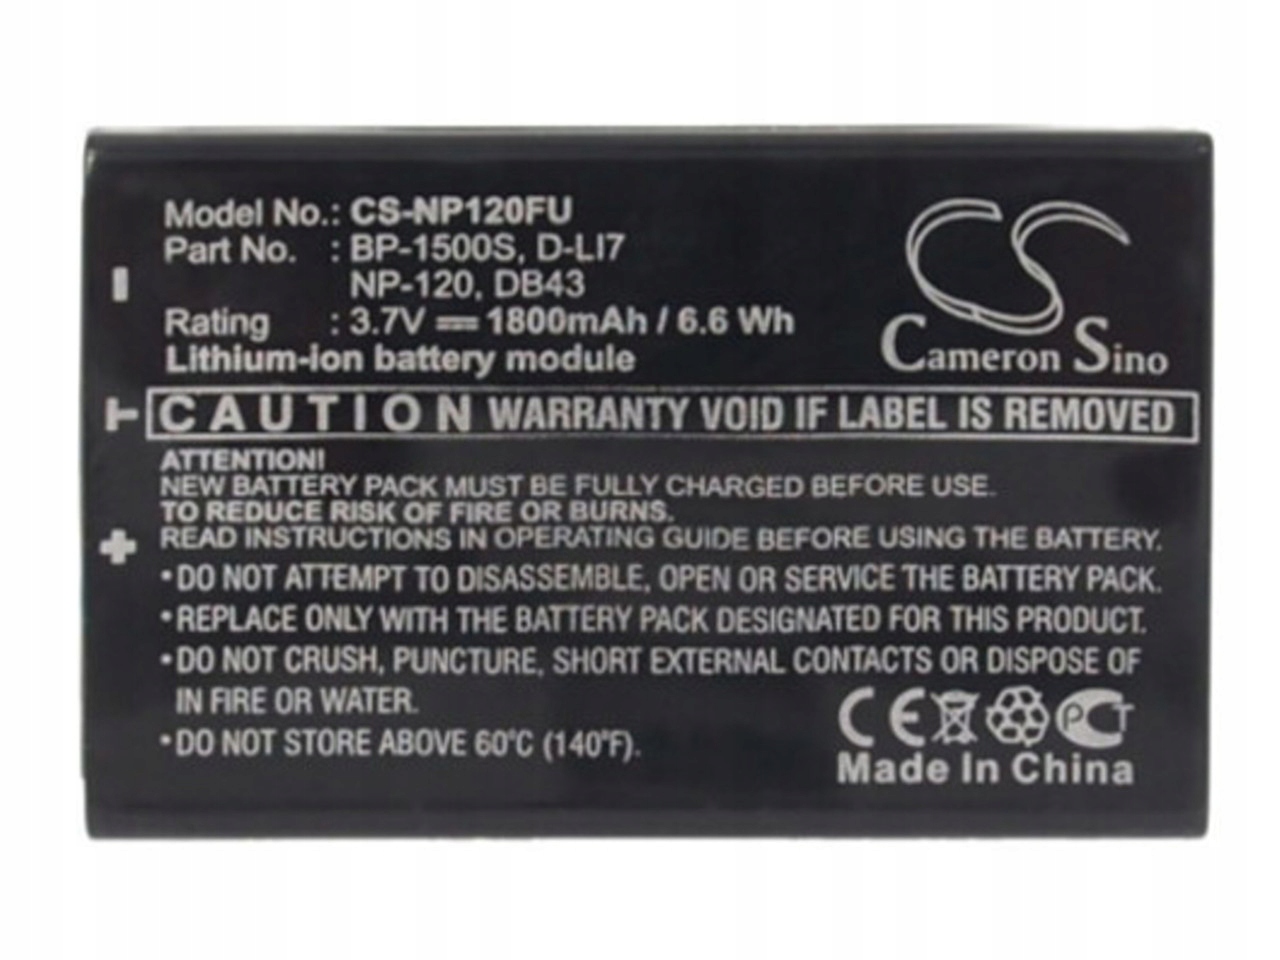 Model No.: CS-NP120FU
Part No. : BP-1500S, D-LI7
NP-120, DB43
Rating : 3.7V 1800mAh / 6.6 Wh
Lithium-ion battery module
CS
Cameron Sino
T
CAUTION WARRANTY VOID IF LABEL IS REMOVED
ATTENTION!
NEW BATTERY PACK MUST BE FULLY CHARGED BEFORE USE.
TO REDUCE RISK OF FIRE OR BURNS.
READ INSTRUCTIONS IN OPERATING GUIDE BEFORE USING THE BATTERY.
•DO NOT ATTEMPT TO DISASSEMBLE, OPEN OR SERVICE THE BATTERY PACK.
•REPLACE ONLY WITH THE BATTERY PACK DESIGNATED FOR THIS PRODUCT.
•DO NOT CRUSH, PUNCTURE, SHORT EXTERNAL CONTACTS OR DISPOSE OF
IN FIRE OR WATER.
•DO NOT STORE ABOVE 60°C (140°F).
CE PCT
Made In China